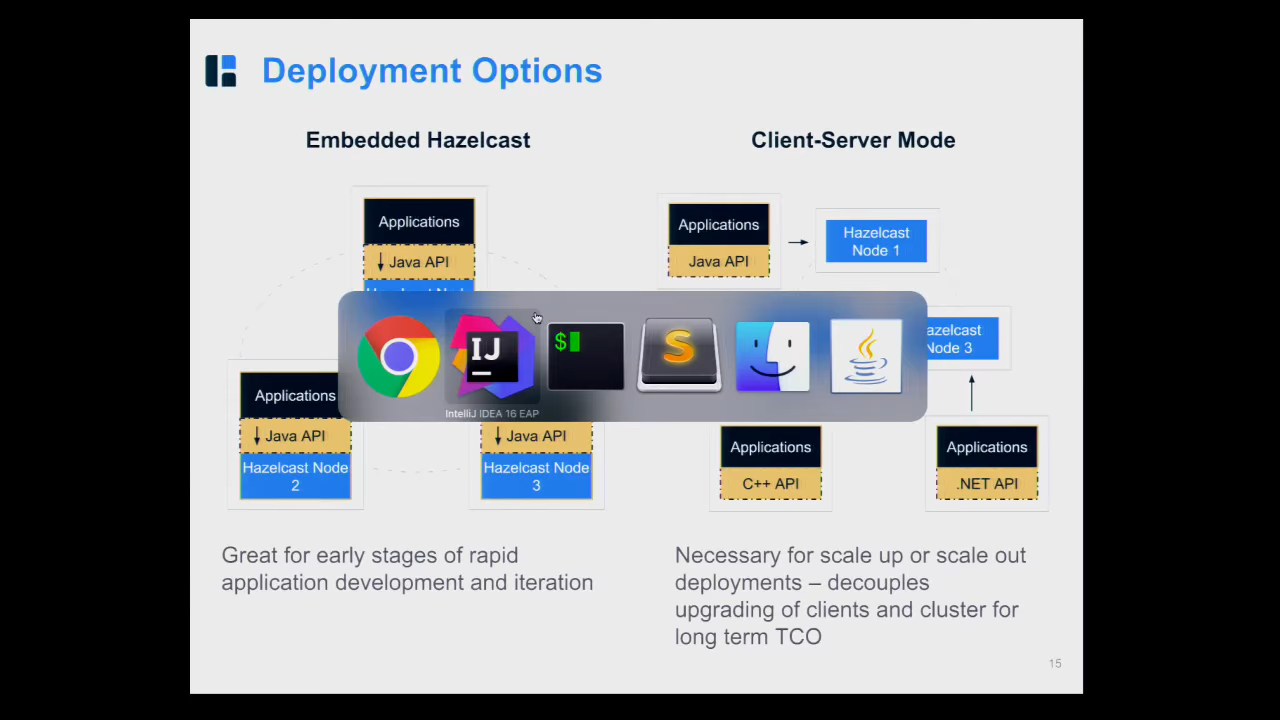 Deployment Options
Embedded Hazelcast
Applications
Java API
Applications
Java API
Hazelcast Node
2
Java API
Hazelcast Node
3
Great for early stages of rapid
application development and iteration
Client-Server Mode
Applications
Java API
Hazelcast
Node 1
Node 3
Applications
C++ API
Applications
.NET API
Necessary for scale up or scale out
deployments – decouples
upgrading of clients and cluster for
long term TCO
IJ
$
S
IntelliJ IDEA 16 EAP
15